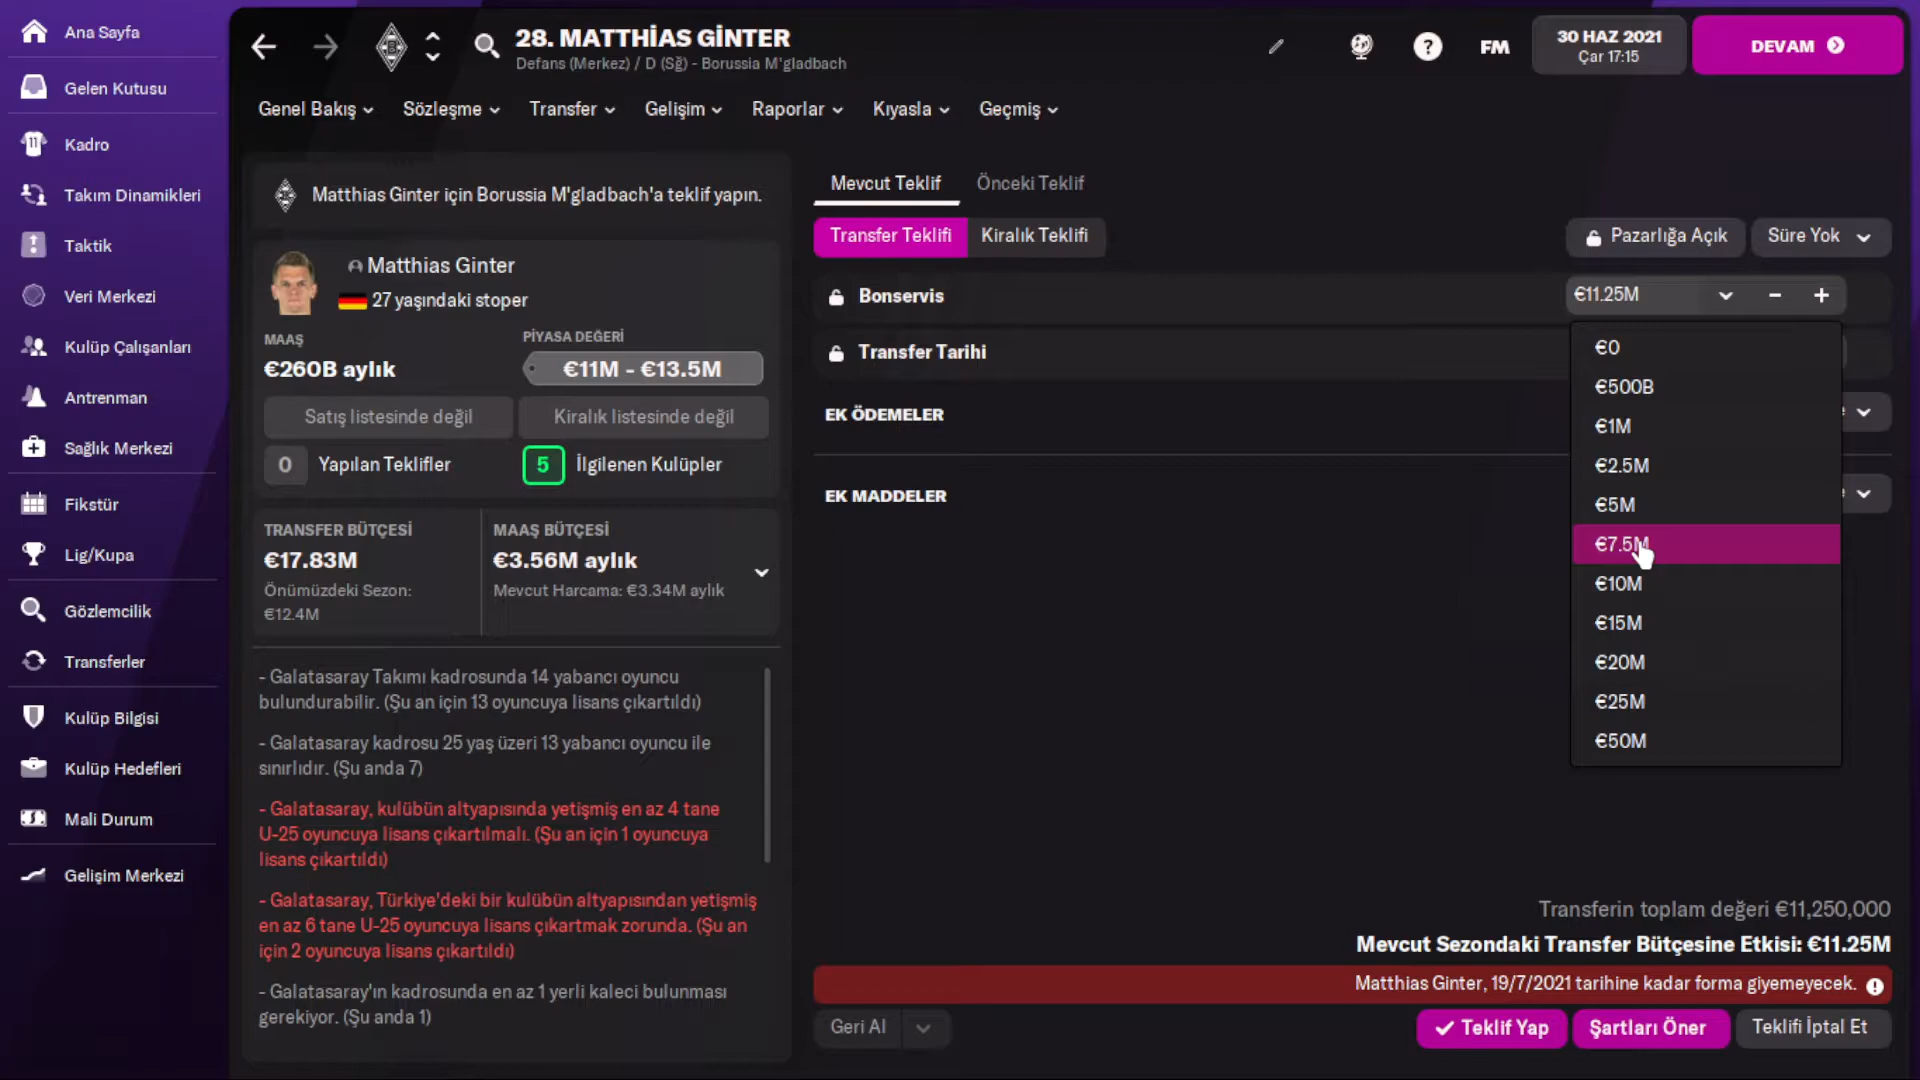 Ana Sayfa
Gelen Kutusu
Kadro
Takım Dinamikleri
Taktik
Veri Merkezi
Kulüp Çalışanları
Antrenman
Sağlık Merkezi
Fikstür
Lig/Kupa
Gözlemcilik
Transferler
Kulüp Bilgisi
Kulüp Hedefleri
Mali Durum
Gelişim Merkezi
28. MATTHİAS GİNTER
Defans (Merkez) / D (Sğ) - Borussia M'gladbach
FM
30 HAZ 2021
Çar 17:15
DEVAM
Genel Bakış
Sözleşme
Transfer
Gelişim
Raporlar
Kıyasla
Geçmiş
Matthias Ginter için Borussia M'gladbach'a teklif yapın.
Matthias Ginter
27 yaşındaki stoper
MAAŞ
€260B aylık
PİYASA DEĞERİ
€11M - €13.5M
Satış listesinde değil
Kiralık listesinde değil
0 Yapılan Teklifler
5 İlgilenen Kulüpler
TRANSFER BÜTÇESİ
€17.83M
Önümüzdeki Sezon:
€12.4M
MAAŞ BÜTÇESİ
€3.56M aylık
Mevcut Harcama: €3.34M aylık
- Galatasaray Takımı kadrosunda 14 yabancı oyuncu
bulundurabilir. (Şu an için 13 oyuncuya lisans çıkartıldı)
- Galatasaray kadrosu 25 yaş üzeri 13 yabancı oyuncu ile
sınırlıdır. (Şu anda 7)
- Galatasaray, kulübün altyapısında yetişmiş en az 4 tane
U-25 oyuncuya lisans çıkartılmalı. (Şu an için 1 oyuncuya
lisans çıkartıldı)
- Galatasaray, Türkiye'deki bir kulübün altyapısından yetişmiş
en az 6 tane U-25 oyuncuya lisans çıkartmak zorunda. (Şu an
için 2 oyuncuya lisans çıkartıldı)
- Galatasaray'ın kadrosunda en az 1 yerli kaleci bulunması
gerekiyor. (Şu anda 1)
Mevcut Teklif
Önceki Teklif
Transfer Teklifi
Kiralık Teklifi
Pazarlığa Açık
Süre Yok
Bonservis
€11.25M
Transfer Tarihi
EK ÖDEMELER
EK MADDELER
€0
€500B
€1M
€2.5M
€5M
€7.5M
€10M
€15M
€20M
€25M
€50M
Transferin toplam değeri €11,250,000
Mevcut Sezondaki Transfer Bütçesine Etkisi: €11.25M
Matthias Ginter, 19/7/2021 tarihine kadar forma giyemeyecek.
Geri Al
Teklif Yap
Şartları Öner
Teklifi İptal Et